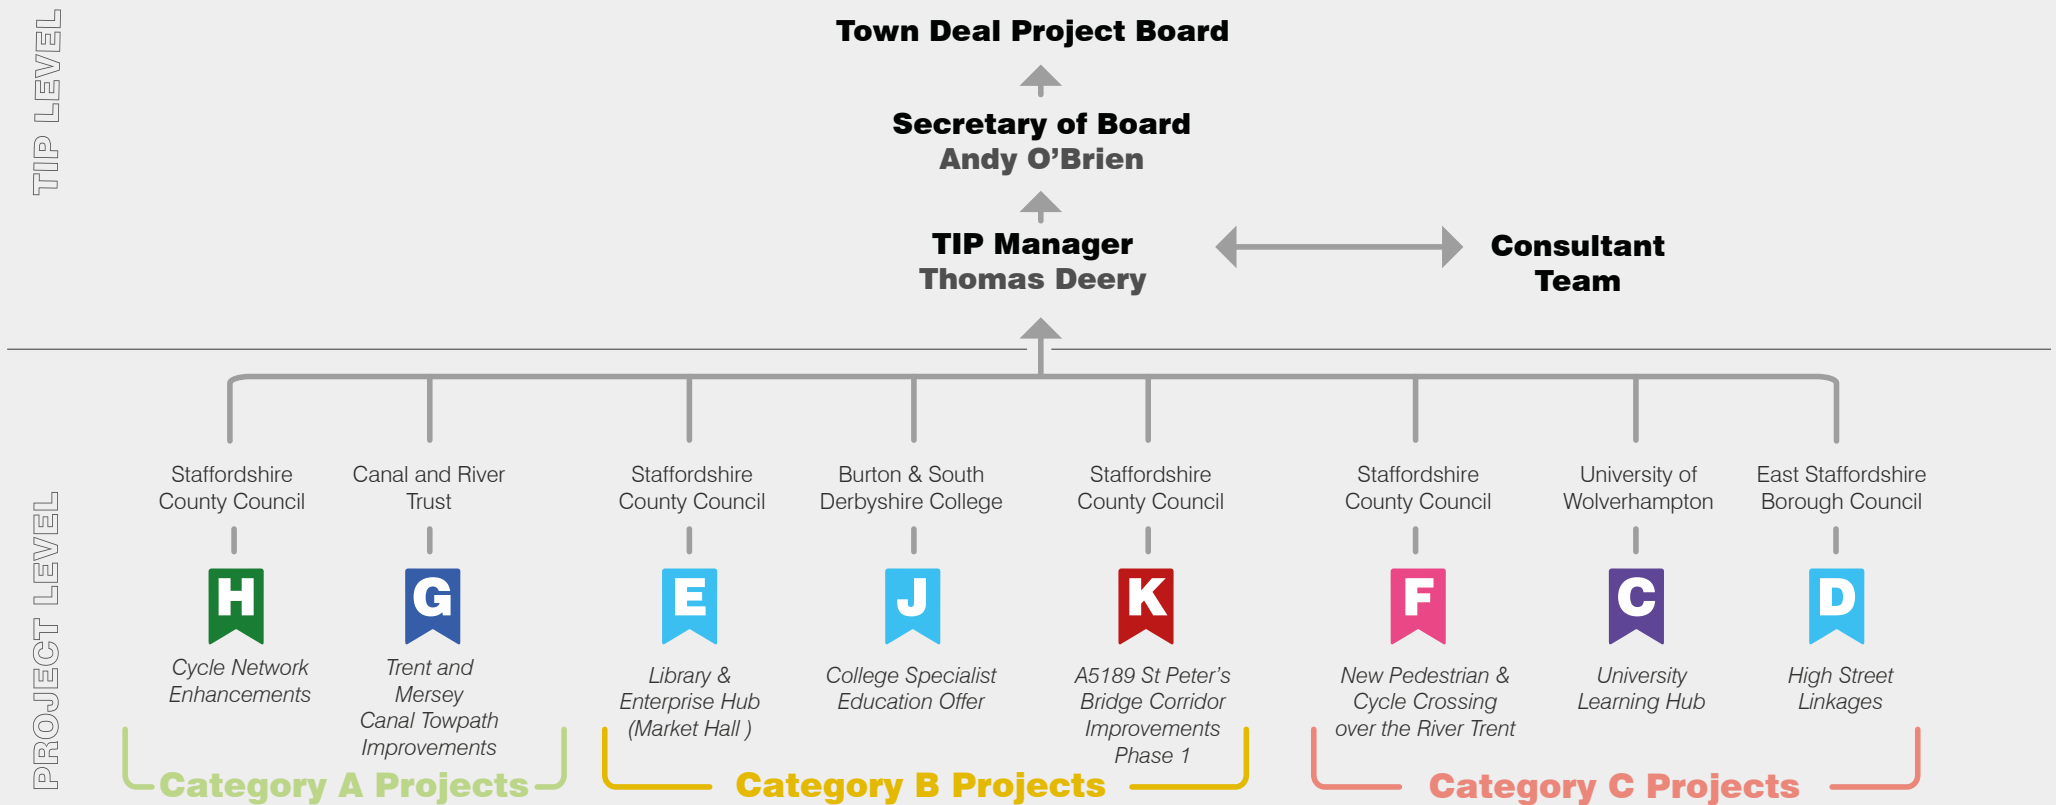 TIP LEVEL
Town Deal Project Board
Secretary of Board
Andy O’Brien
TIP Manager
Thomas Deery
Consultant
Team
PROJECT LEVEL
Staffordshire
County Council
H
Cycle Network
Enhancements
Canal and River
Trust
G
Trent and
Mersey
Canal Towpath
Improvements
Category A Projects
Staffordshire
County Council
E
Library &
Enterprise Hub
(Market Hall )
Burton & South
Derbyshire College
J
College Specialist
Education Offer
Staffordshire
County Council
K
A5189 St Peter’s
Bridge Corridor
Improvements
Phase 1
Category B Projects
Staffordshire
County Council
F
New Pedestrian &
Cycle Crossing
over the River Trent
University of
Wolverhampton
C
University
Learning Hub
East Staffordshire
Borough Council
D
High Street
Linkages
Category C Projects